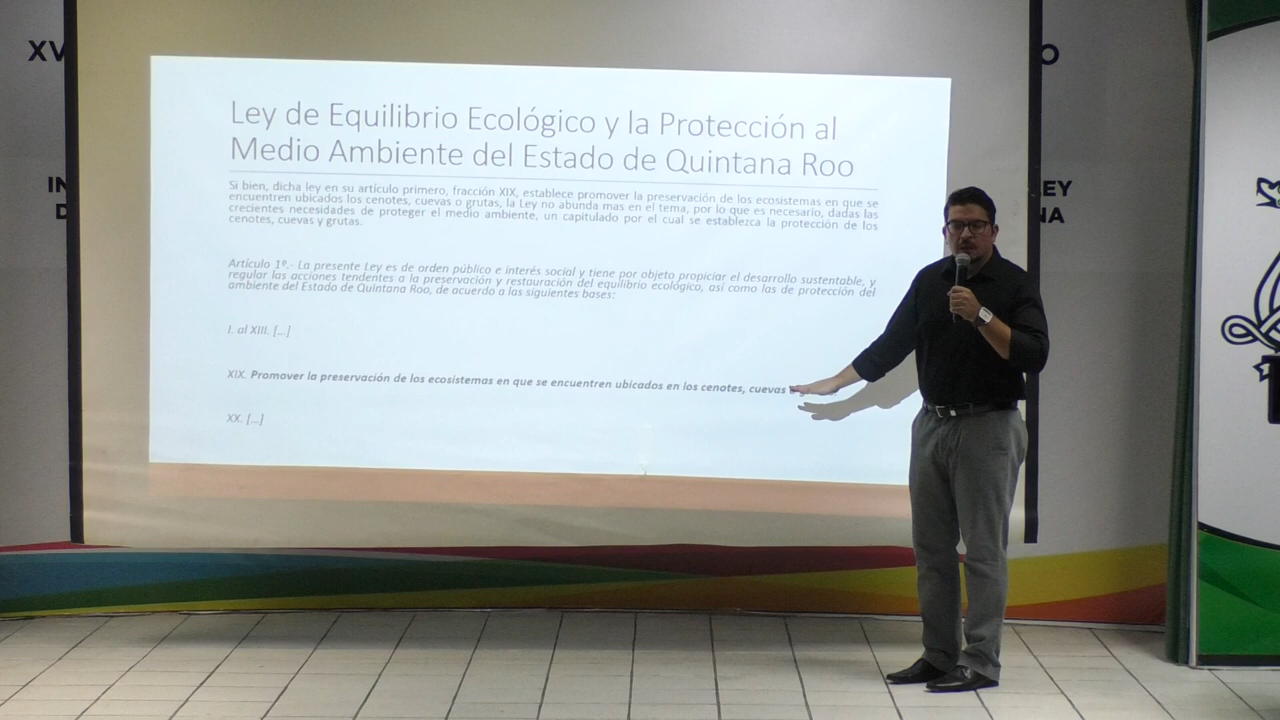 XV
O
IN
D
EY
NA
Ley de Equilibrio Ecológico y la Protección al
Medio Ambiente del Estado de Quintana Roo
Si bien, dicha ley en su artículo primero, fracción XIX, establece promover la preservación de los ecosistemas en que se
encuentren ubicados los cenotes, cuevas o grutas, la Ley no abunda mas en el tema, por lo que es necesario, dadas las
crecientes necesidades de proteger el medio ambiente, un capitulado por el cual se establezca la protección de los
cenotes, cuevas y grutas.
Artículo 1º.- La presente Ley es de orden público e interés social y tiene por objeto propiciar el desarrollo sustentable, y
regular las acciones tendentes a la preservación y restauración del equilibrio ecológico, así como las de protección del
ambiente del Estado de Quintana Roo, de acuerdo a las siguientes bases:
I. al XIII. [...]
XIX. Promover la preservación de los ecosistemas en que se encuentren ubicados en los cenotes, cuevas
XX. [...]